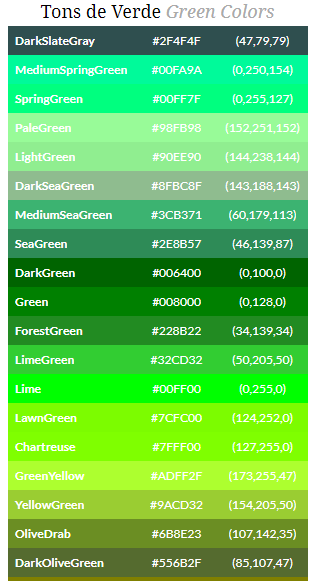 Tons de Verde Green Colors
DarkSlateGray #2F4F4F (47,79,79)
MediumSpringGreen #00FA9A (0,250,154)
SpringGreen #00FF7F (0,255,127)
PaleGreen #98FB98 (152,251,152)
LightGreen #90EE90 (144,238,144)
DarkSeaGreen #8FBC8F (143,188,143)
MediumSeaGreen #3CB371 (60,179,113)
SeaGreen #2E8B57 (46,139,87)
DarkGreen #006400 (0,100,0)
Green #008000 (0,128,0)
ForestGreen #228B22 (34,139,34)
LimeGreen #32CD32 (50,205,50)
Lime #00FF00 (0,255,0)
LawnGreen #7CFC00 (124,252,0)
Chartreuse #7FFF00 (127,255,0)
GreenYellow #ADFF2F (173,255,47)
YellowGreen #9ACD32 (154,205,50)
OliveDrab #6B8E23 (107,142,35)
DarkOliveGreen #556B2F (85,107,47)